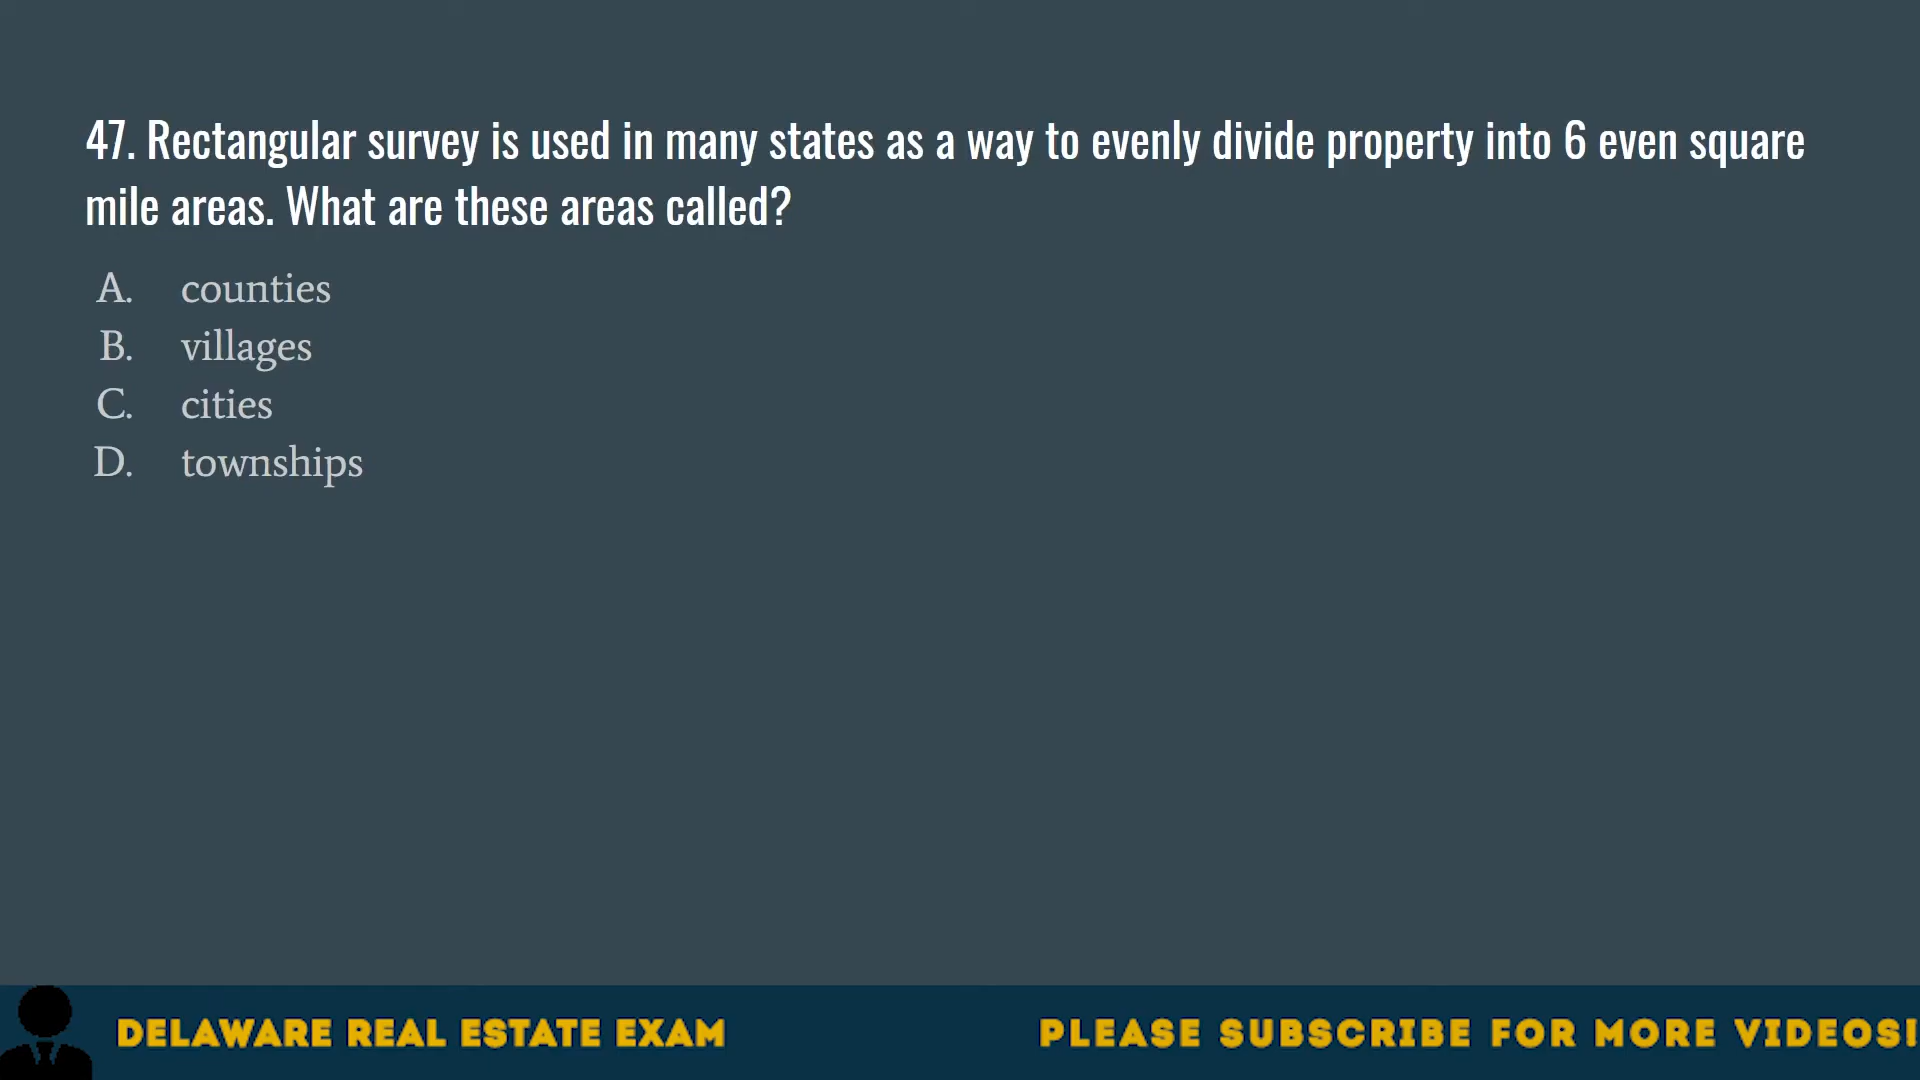 47. Rectangular survey is used in many states as a way to evenly divide property into 6 even square
mile areas. What are these areas called?
A. counties
B. villages
C. cities
D. townships
DELAWARE REAL ESTATE EXAM
PLEASE SUBSCRIBE FOR MORE VIDEOS!